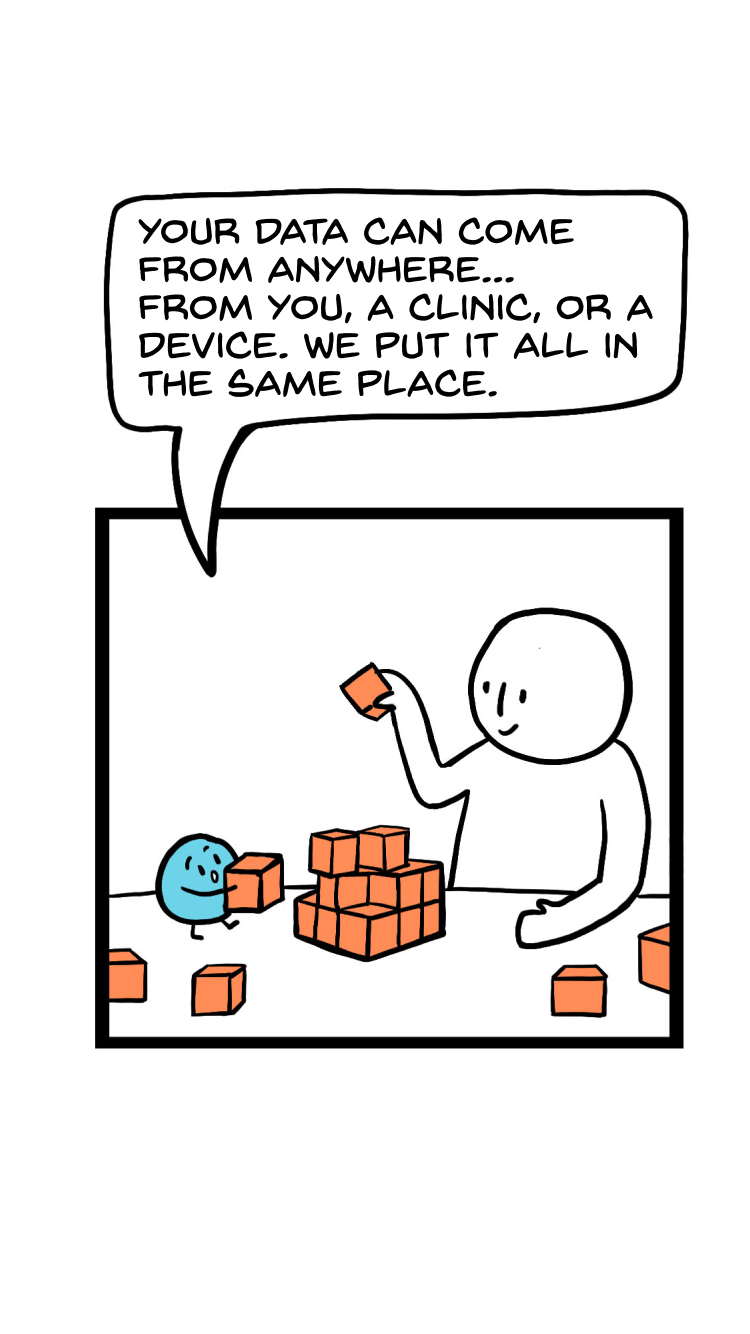 YOUR DATA CAN COME
FROM ANYWHERE...
FROM YOU, A CLINIC, OR A
DEVICE. WE PUT IT ALL IN
THE SAME PLACE.